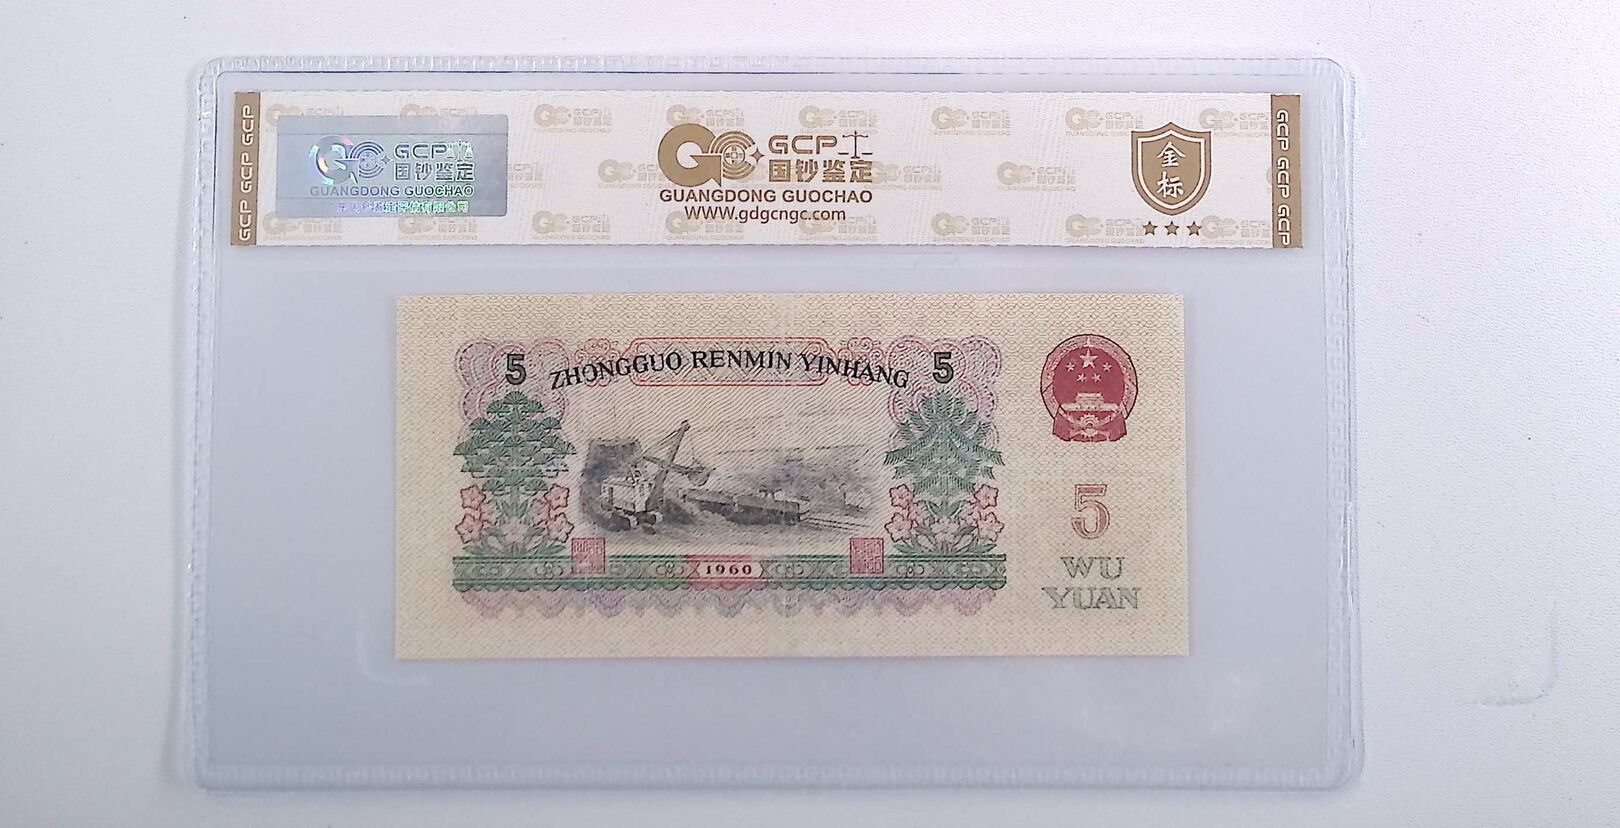 GCP GCP GCP
GCP
国钞鉴定
GUANGDONG GUOCHAO
GCP
国钞鉴定
GUANGDONG GUOCHAO
WWW.gdgcngc.com
金
标
GCP GCP GCP
5 ZHONGGUO RENMIN YINHANG 5
1960
5
WU
YUAN